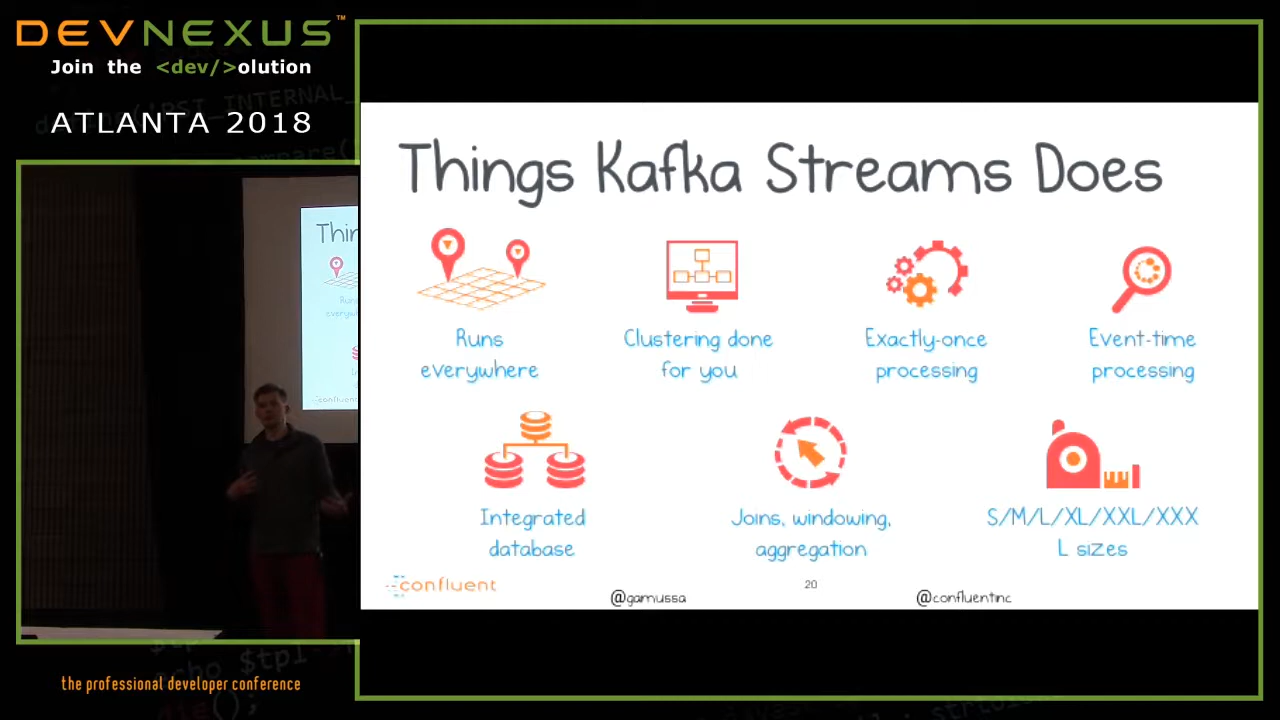 DEVNEXUS™
Join the <dev/>olution
ATLANTA 2018
Things Kafka Streams Does
Runs
everywhere
Clustering done
for you
Exactly-once
processing
Event-time
processing
Integrated
database
Joins, windowing,
aggregation
S/M/L/XL/XXL/XXX
L sizes
confluent
@gamussa
20
@confluentinc
the professional developer conference